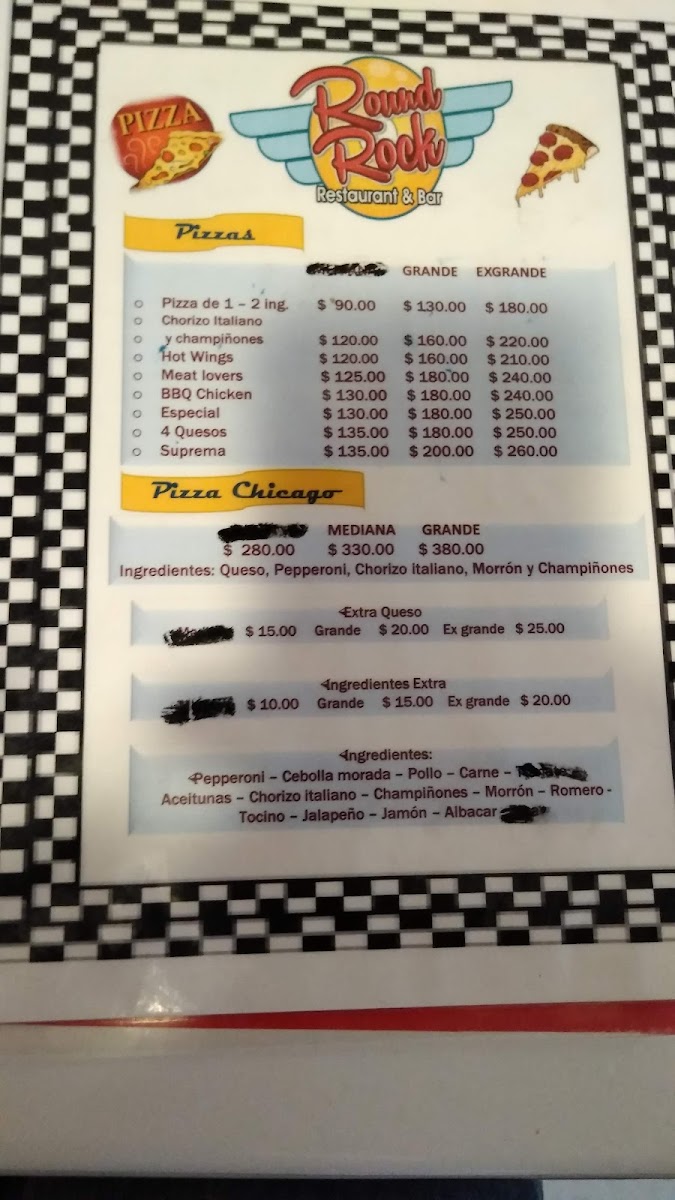 PIZZA
Round
Rock
Restaurant & Bar
Pizzas
GRANDE EXGRANDE
Pizza de 1 – 2 ing. $ 90.00 $ 130.00 $ 180.00
Chorizo Italiano
y champiñones $ 120.00 $ 160.00 $ 220.00
Hot Wings $ 120.00 $ 160.00 $ 210.00
Meat lovers $ 125.00 $ 180.00 $ 240.00
BBQ Chicken $ 130.00 $ 180.00 $ 240.00
Especial $ 130.00 $ 180.00 $ 250.00
4 Quesos $ 135.00 $ 180.00 $ 250.00
Suprema $ 135.00 $ 200.00 $ 260.00
Pizza Chicago
MEDIANA GRANDE
$ 280.00 $ 330.00 $ 380.00
Ingredientes: Queso, Pepperoni, Chorizo italiano, Morrón y Champiñones
Extra Queso
$ 15.00 Grande $ 20.00 Ex grande $ 25.00
Ingredientes Extra
$ 10.00 Grande $ 15.00 Ex grande $ 20.00
Ingredientes:
Pepperoni – Cebolla morada – Pollo – Carne –
Aceitunas – Chorizo italiano – Champiñones – Morrón – Romero -
Tocino – Jalapeño – Jamón – Albacar